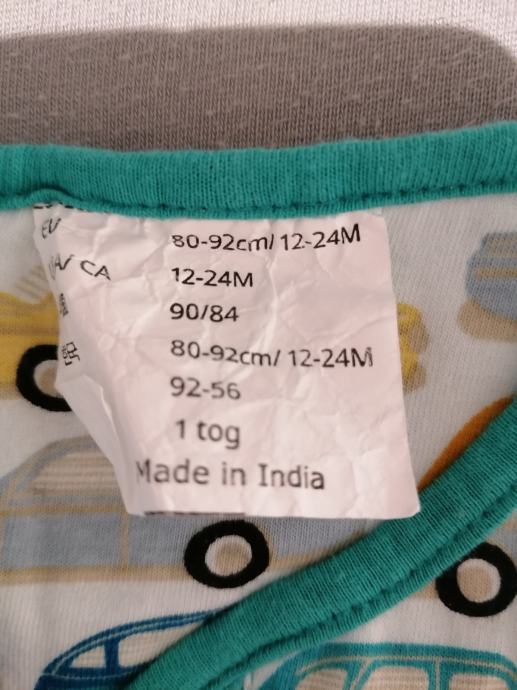 EU 80-92cm/ 12-24M
CA 12-24M
90/84
80-92cm/ 12-24M
92-56
1 tog
Made in India